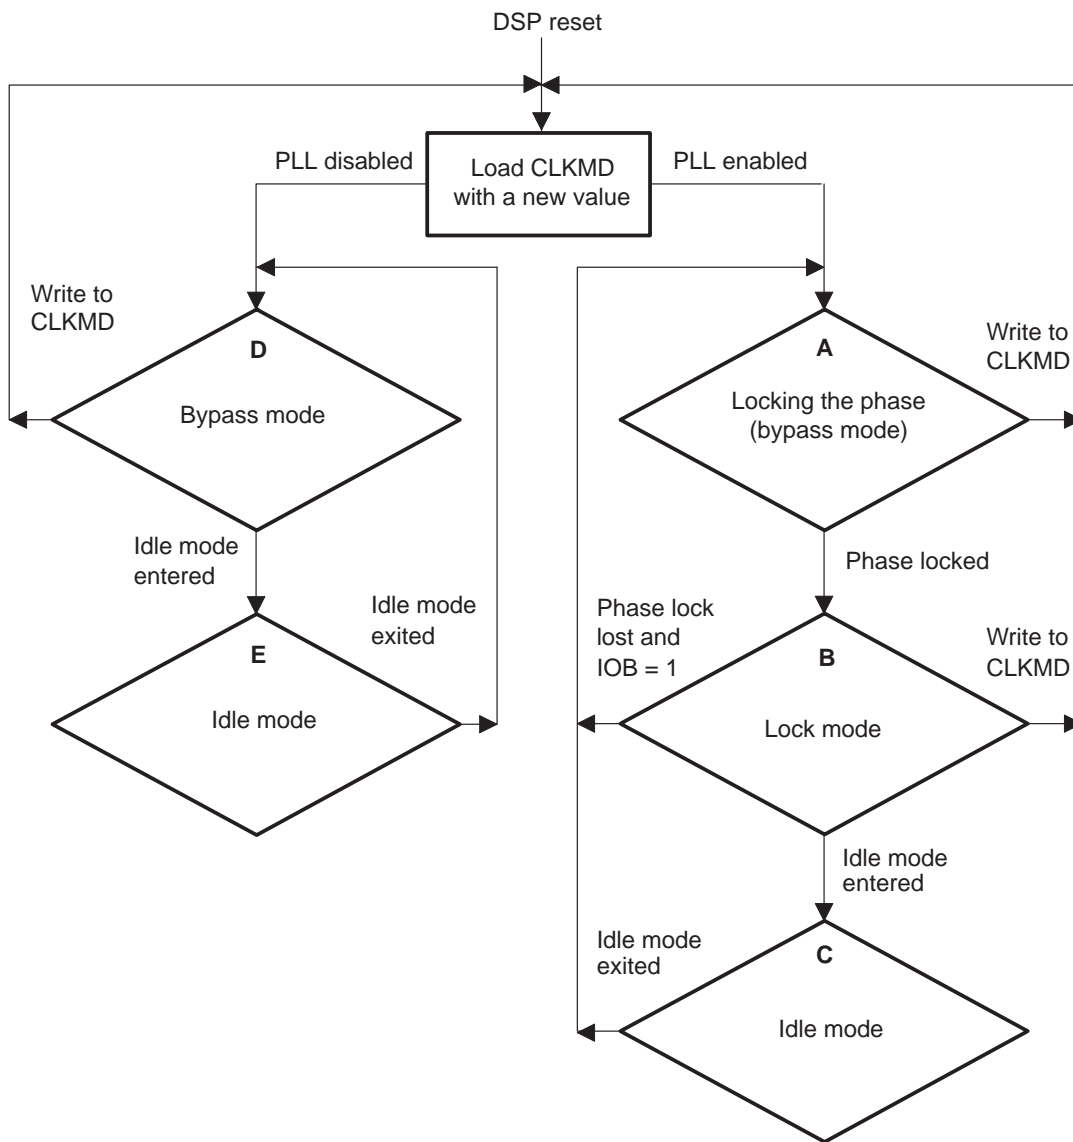 DSP reset
PLL disabled
Load CLKMD
with a new value
PLL enabled
Write to
CLKMD
D
Bypass mode
A
Locking the phase
(bypass mode)
Write to
CLKMD
Idle mode
entered
Phase locked
Idle mode
exited
E
Idle mode
Phase lock
lost and
IOB = 1
B
Lock mode
Write to
CLKMD
Idle mode
entered
Idle mode
exited
C
Idle mode